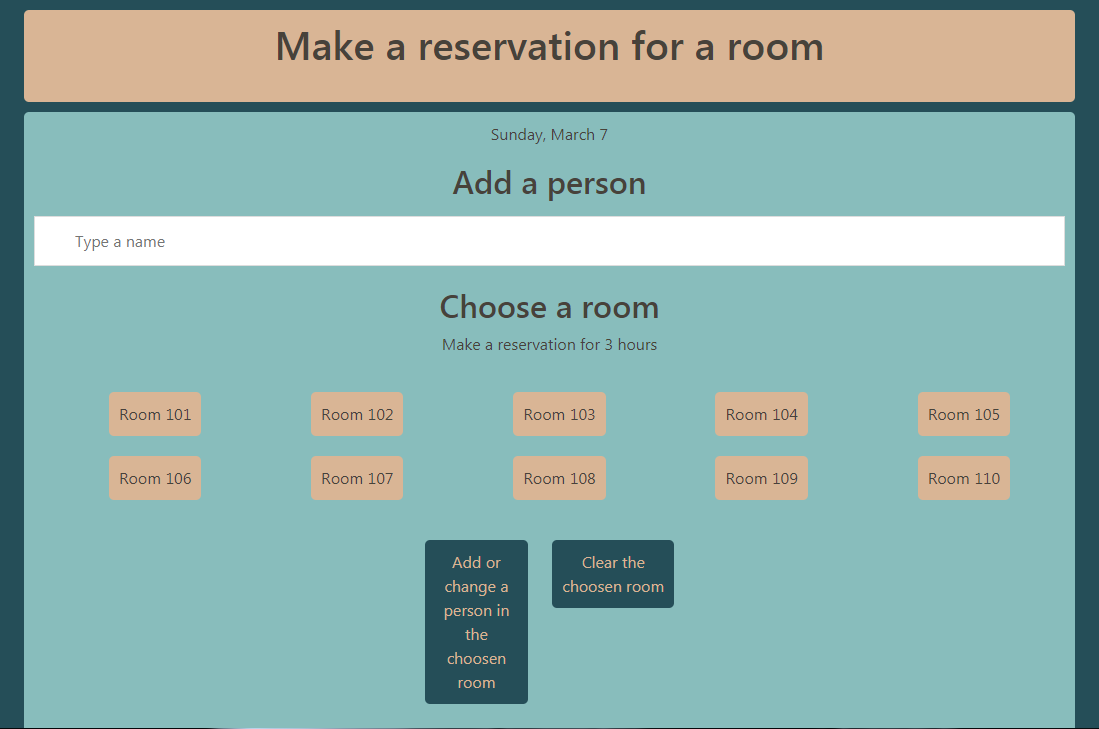 Make a reservation for a room
Sunday, March 7
Add a person
Type a name
Choose a room
Make a reservation for 3 hours
Room 101 Room 102 Room 103 Room 104 Room 105
Room 106 Room 107 Room 108 Room 109 Room 110
Add or
change a
person in
the
choosen
room
Clear the
choosen room